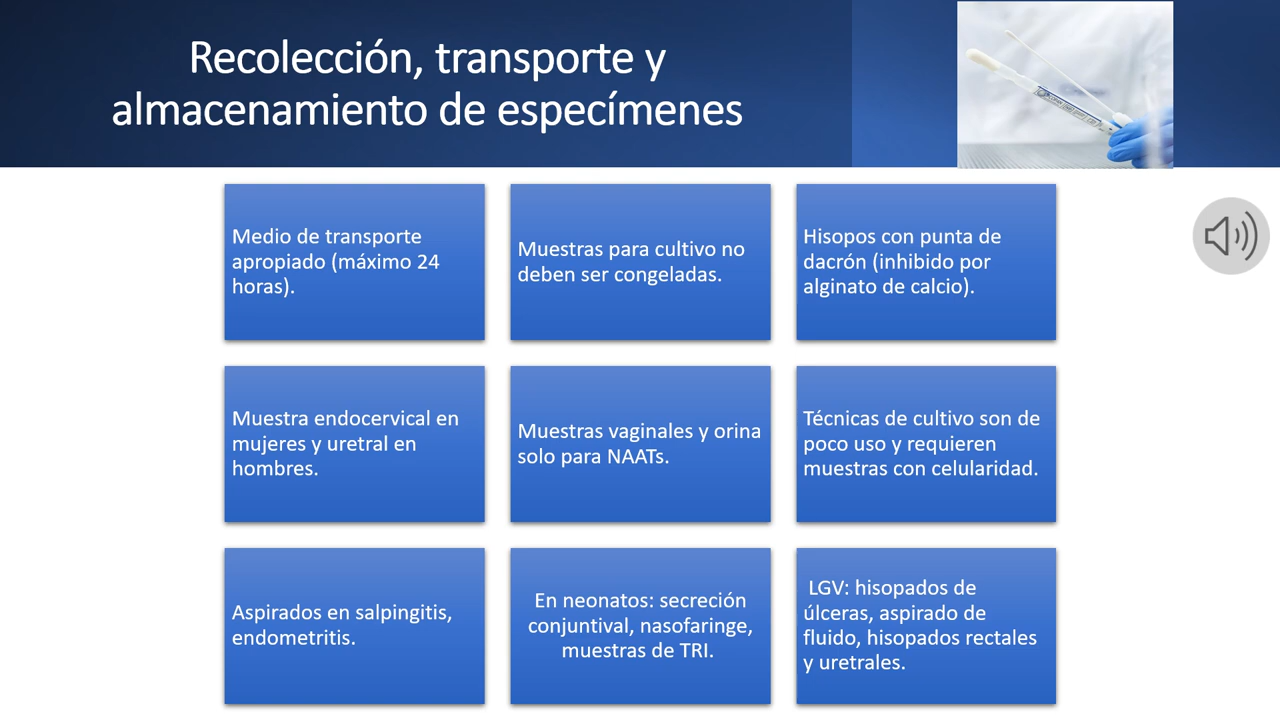 Recolección, transporte y
almacenamiento de especímenes
Medio de transporte
apropiado (máximo 24
horas).
Muestras para cultivo no
deben ser congeladas.
Hisopos con punta de
dacrón (inhibido por
alginato de calcio).
Muestra endocervical en
mujeres y uretral en
hombres.
Muestras vaginales y orina
solo para NAATs.
Técnicas de cultivo son de
poco uso y requieren
muestras con celularidad.
Aspirados en salpingitis,
endometritis.
En neonatos: secreción
conjuntival, nasofaringe,
muestras de TRI.
LGV: hisopados de
úlceras, aspirado de
fluido, hisopados rectales
y uretrales.